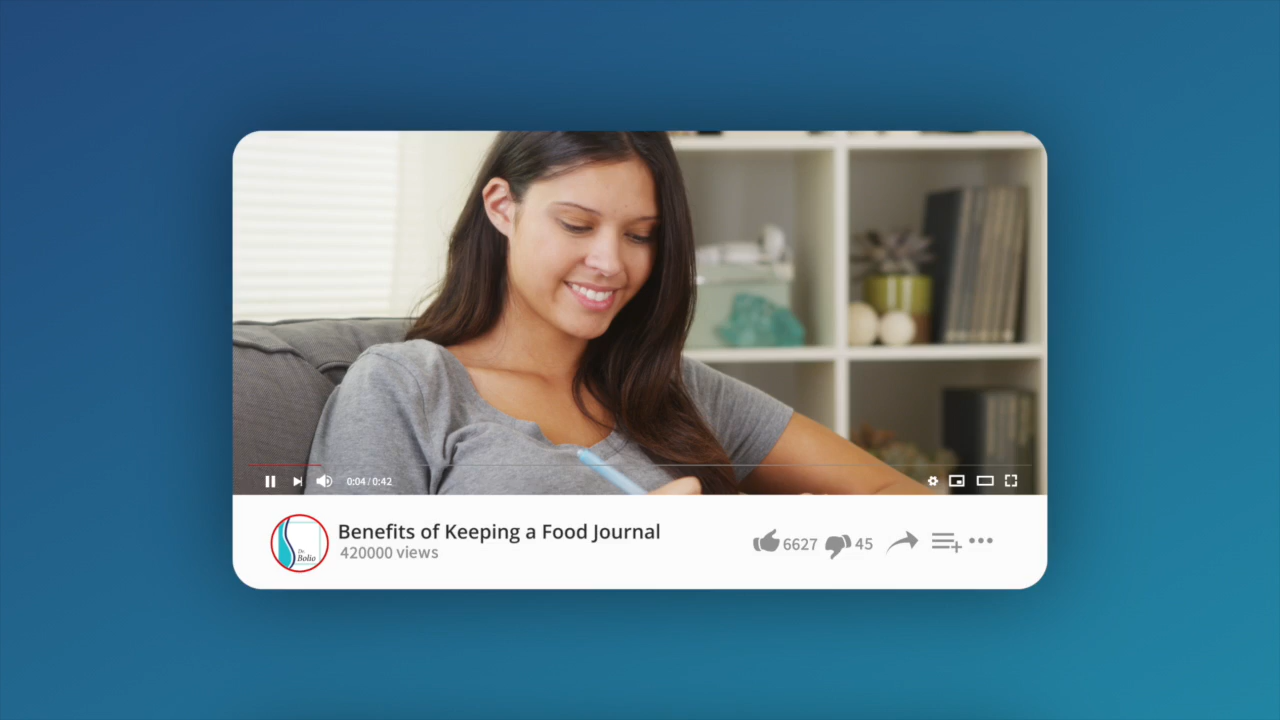 0:04 / 0:42
Dr.
Bolio
Benefits of Keeping a Food Journal
420000 views
6627
45